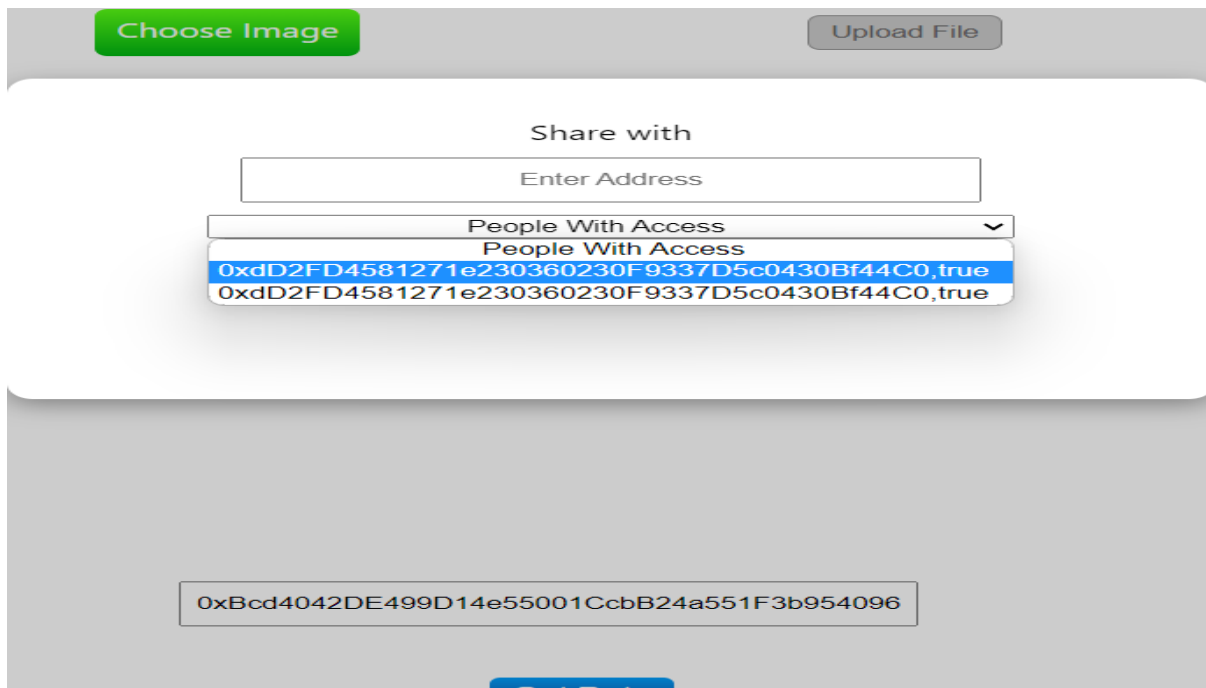 Choose Image
Upload File
Share with
Enter Address
People With Access
People With Access
0xdD2FD4581271e230360230F9337D5c0430Bf44C0,true
0xdD2FD4581271e230360230F9337D5c0430Bf44C0,true
0xBcd4042DE499D14e55001CcbB24a551F3b954096